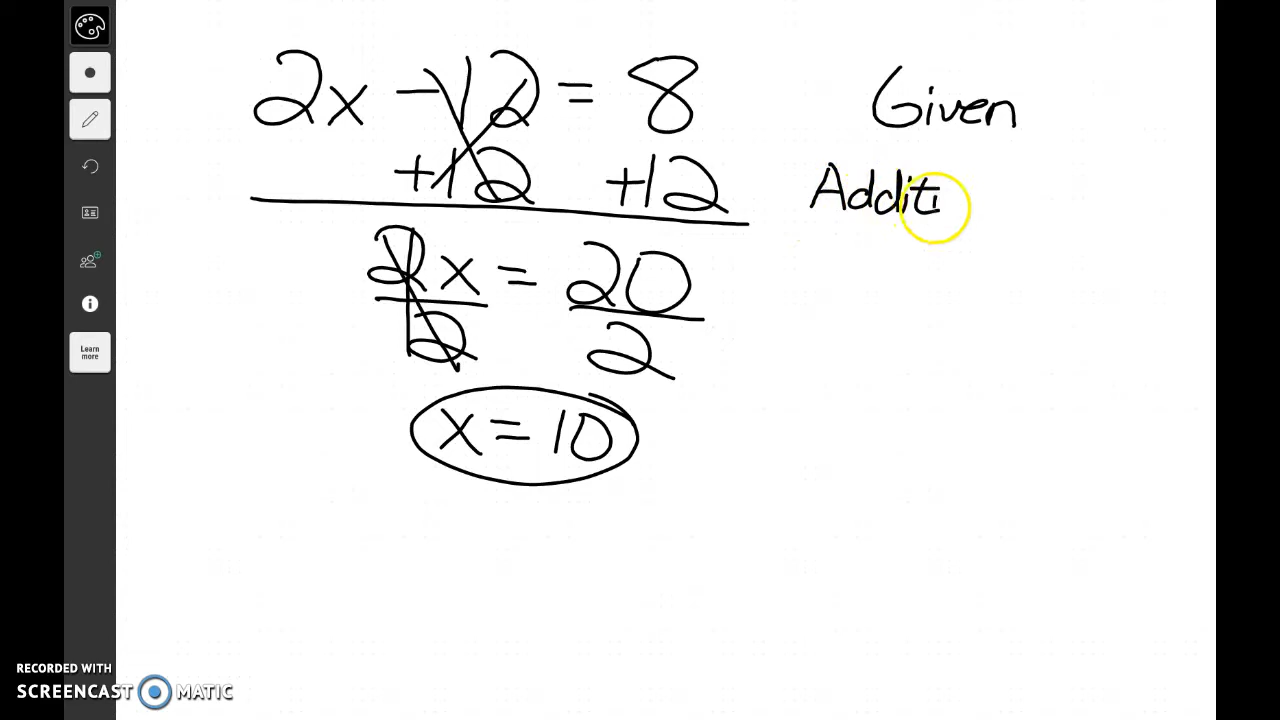 2x - 12 = 8 Given
+12 +12 Additi
2x = 20
2 2
x = 10
Learn more
RECORDED WITH
SCREENCAST MATIC